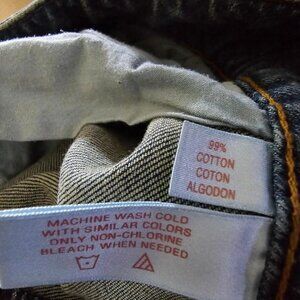 99%
COTTON
COTON
ALGODON
MACHINE WASH COLD
WITH SIMILAR COLORS
ONLY NON-CHLORINE
BLEACH WHEN NEEDED